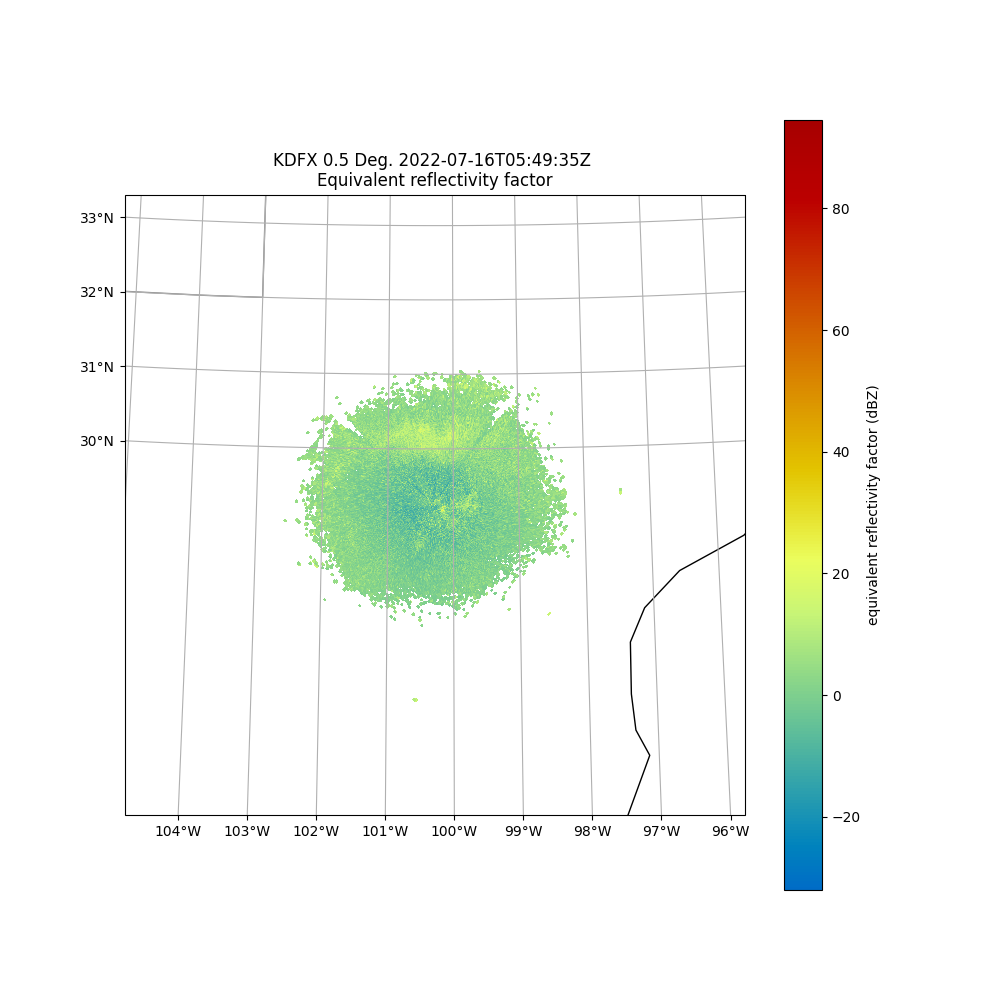 KDFX 0.5 Deg. 2022-07-16T05:49:35Z
Equivalent reflectivity factor
33°N
32°N
31°N
30°N
104°W 103°W 102°W 101°W 100°W 99°W 98°W 97°W 96°W
80
60
40
20
0
−20
equivalent reflectivity factor (dBZ)